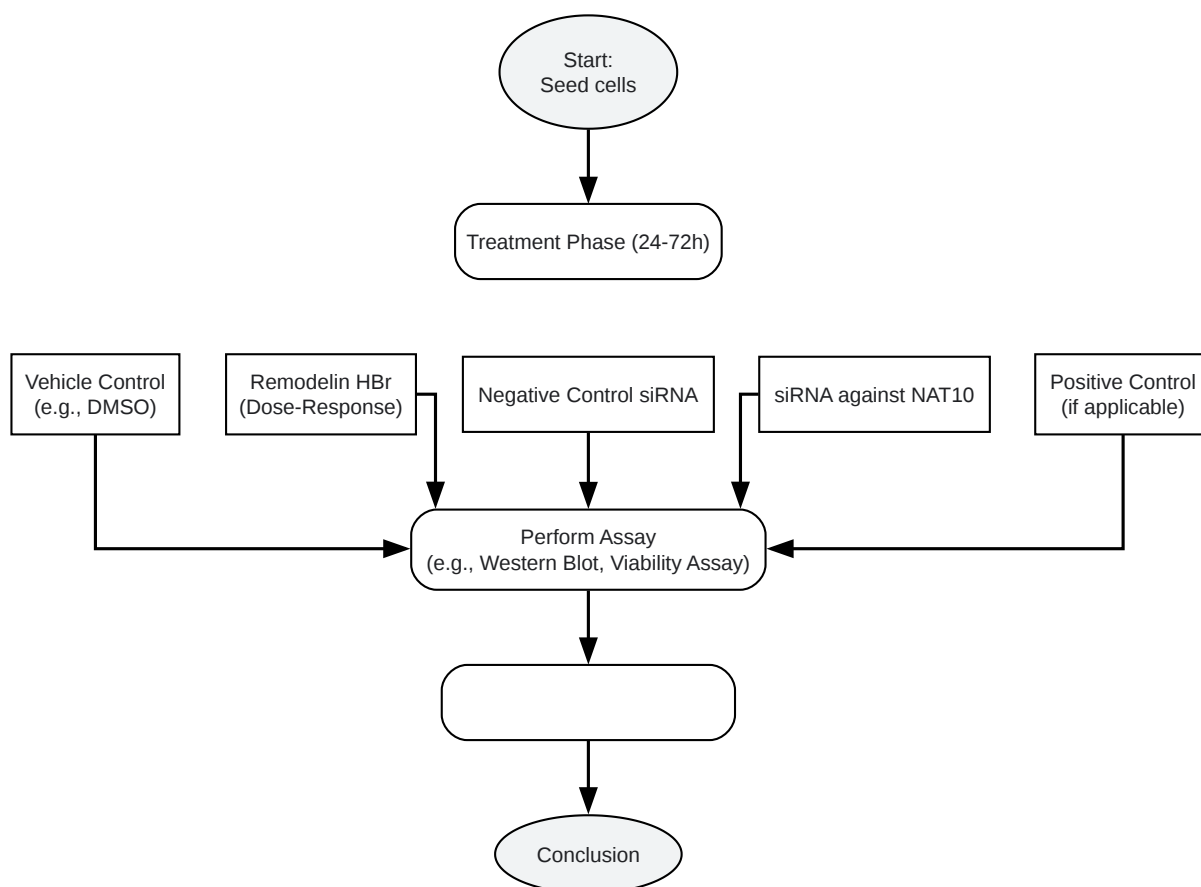 Start:
Seed cells
Treatment Phase (24-72h)
Vehicle Control
(e.g., DMSO)
Remodelin HBr
(Dose-Response)
Negative Control siRNA
siRNA against NAT10
Positive Control
(if applicable)
Perform Assay
(e.g., Western Blot, Viability Assay)
Conclusion